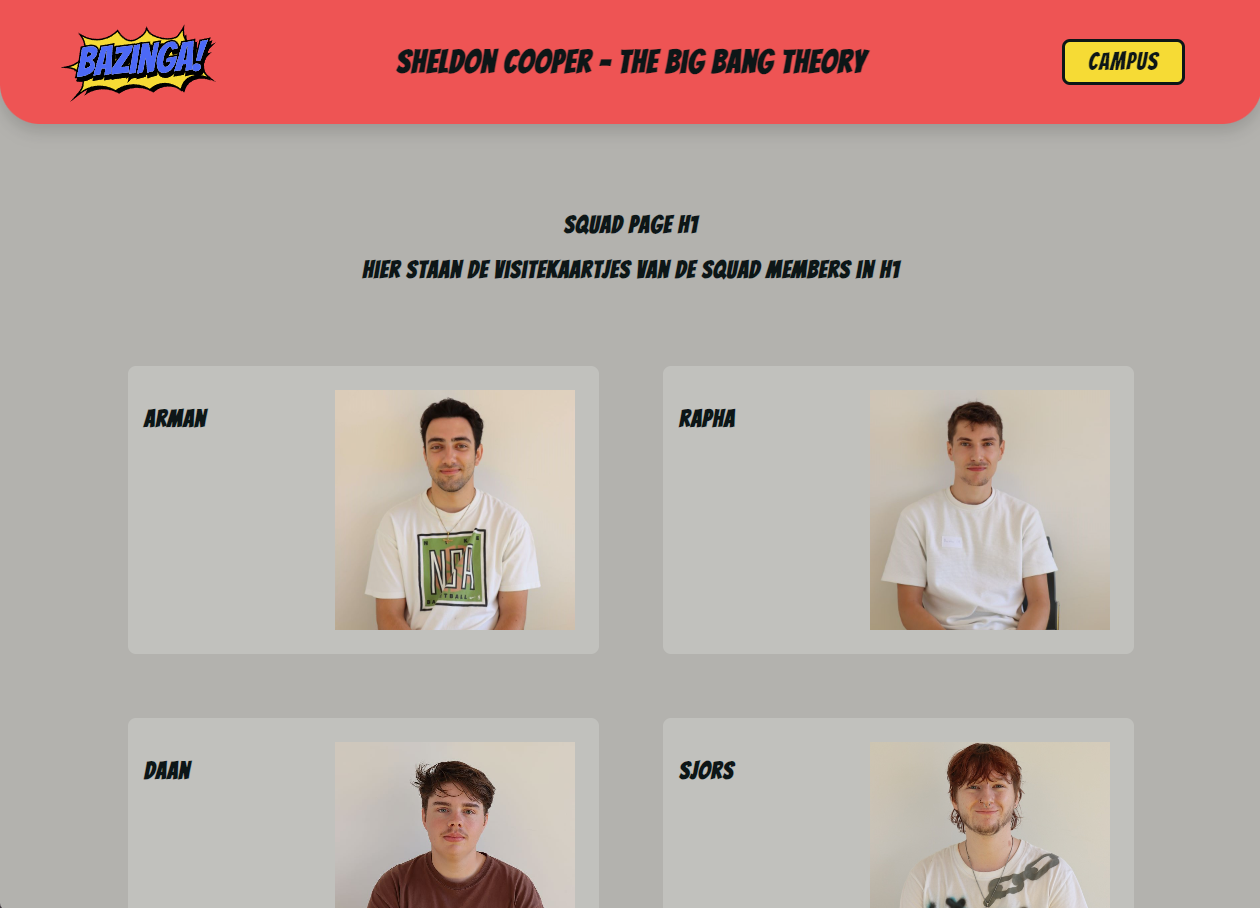 BAZINGA!
SHELDON COOPER - THE BIG BANG THEORY
CAMPUS
SQUAD PAGE H1
HIER STAAN DE VISITEKAARTJES VAN DE SQUAD MEMBERS IN H1
ARMAN
RAPHA
DAAN
SJORS